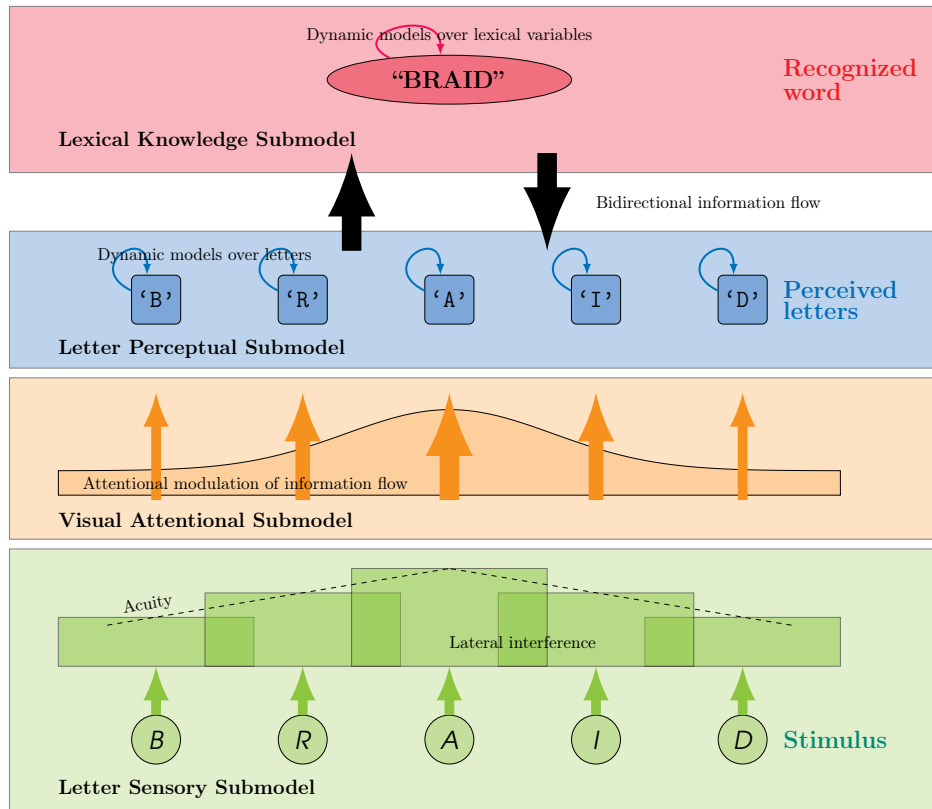 Dynamic models over lexical variables
“BRAID”
Recognized
word
Lexical Knowledge Submodel
Bidirectional information flow
Dynamic models over letters
‘B’ ‘R’ ‘A’ ‘I’ ‘D’
Perceived
letters
Letter Perceptual Submodel
Attentional modulation of information flow
Visual Attentional Submodel
Acuity
Lateral interference
B R A I D
Stimulus
Letter Sensory Submodel